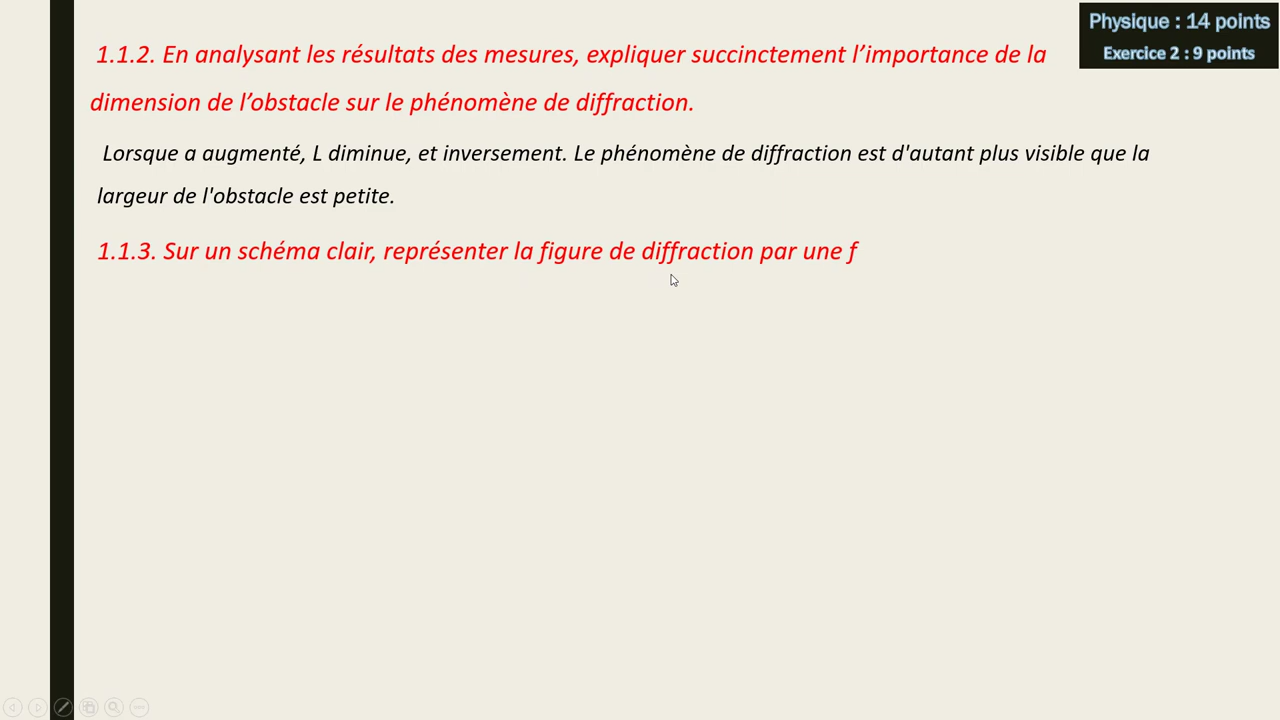 Physique : 14 points
Exercice 2 : 9 points
1.1.2. En analysant les résultats des mesures, expliquer succinctement l’importance de la
dimension de l’obstacle sur le phénomène de diffraction.
Lorsque a augmenté, L diminue, et inversement. Le phénomène de diffraction est d'autant plus visible que la
largeur de l'obstacle est petite.
1.1.3. Sur un schéma clair, représenter la figure de diffraction par une f